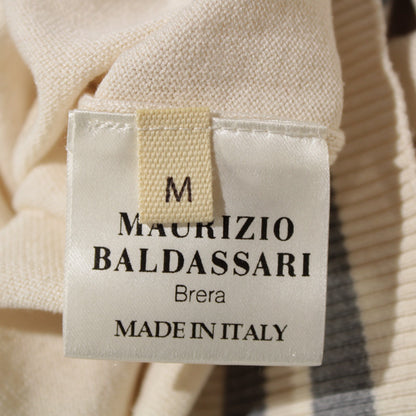 M
MAURIZIO
BALDASSARI
Brera
MADE IN ITALY